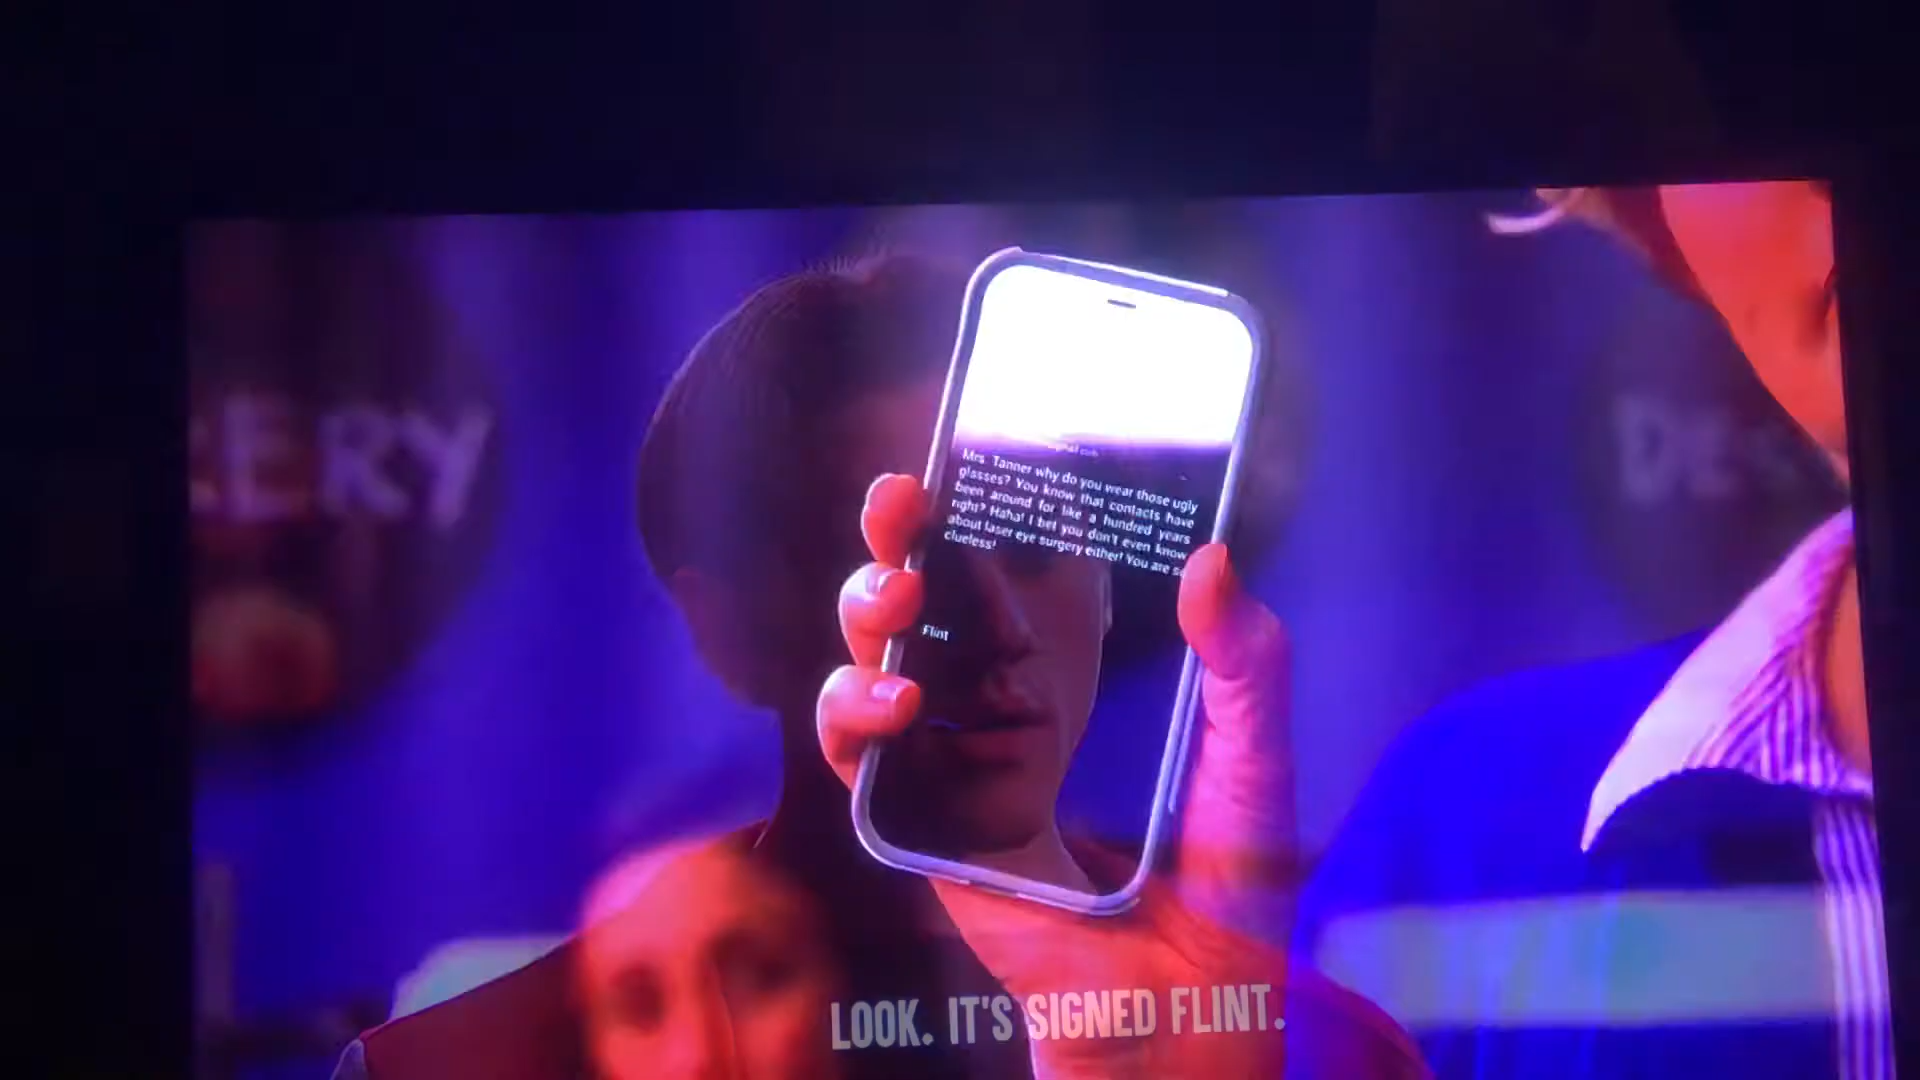 ERY
Mrs. Tanner why do you wear those ugly
glasses? You know that contacts have
been around for like a hundred years
right? Haha! I bet you don't even know
about laser eye surgery either! You are so
clueless!
Flint
LOOK. IT'S SIGNED FLINT.